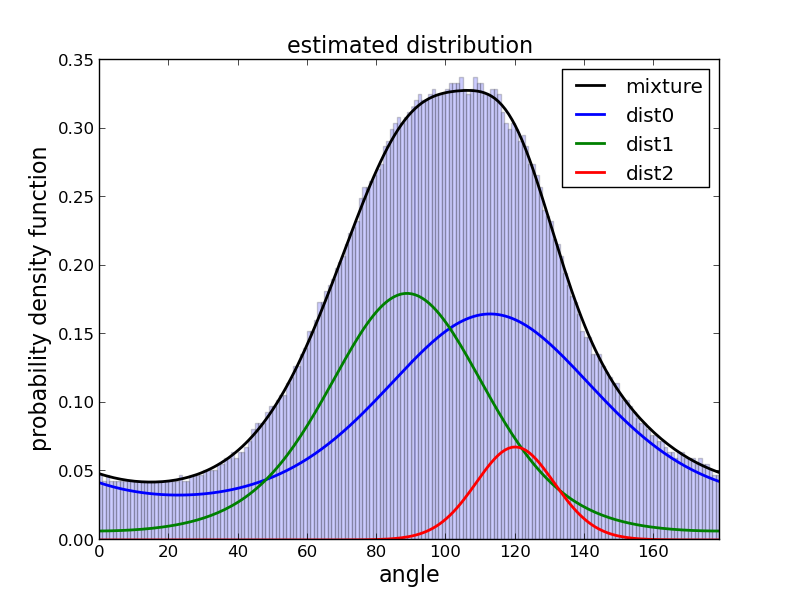 estimated distribution
0.35
0.30
0.25
0.20
0.15
0.10
0.05
0.00
probability density function
mixture
dist0
dist1
dist2
0
20
40
60
80
100
120
140
160
angle